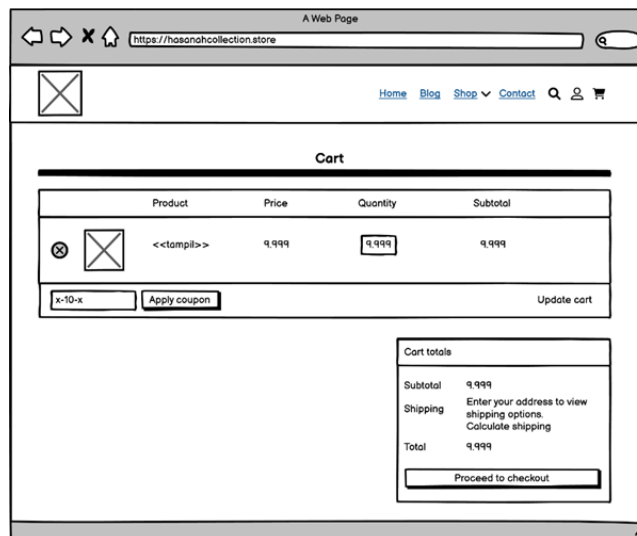 A Web Page
https://hasanahcollection.store
Home Blog Shop Contact
Cart
Product Price Quantity Subtotal
<<tampil>> 9.999 9.999 9.999
x-10-x Apply coupon Update cart
Cart totals
Subtotal 9.999
Shipping Enter your address to view
shipping options.
Calculate shipping
Total 9.999
Proceed to checkout